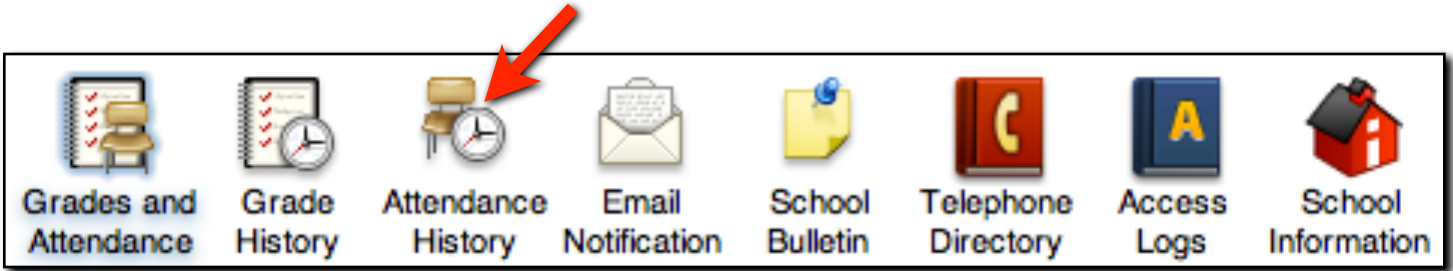 Grades and
Attendance
Grade
History
Attendance
History
Email
Notification
School
Bulletin
A
Telephone
Directory
Access
Logs
School
Information